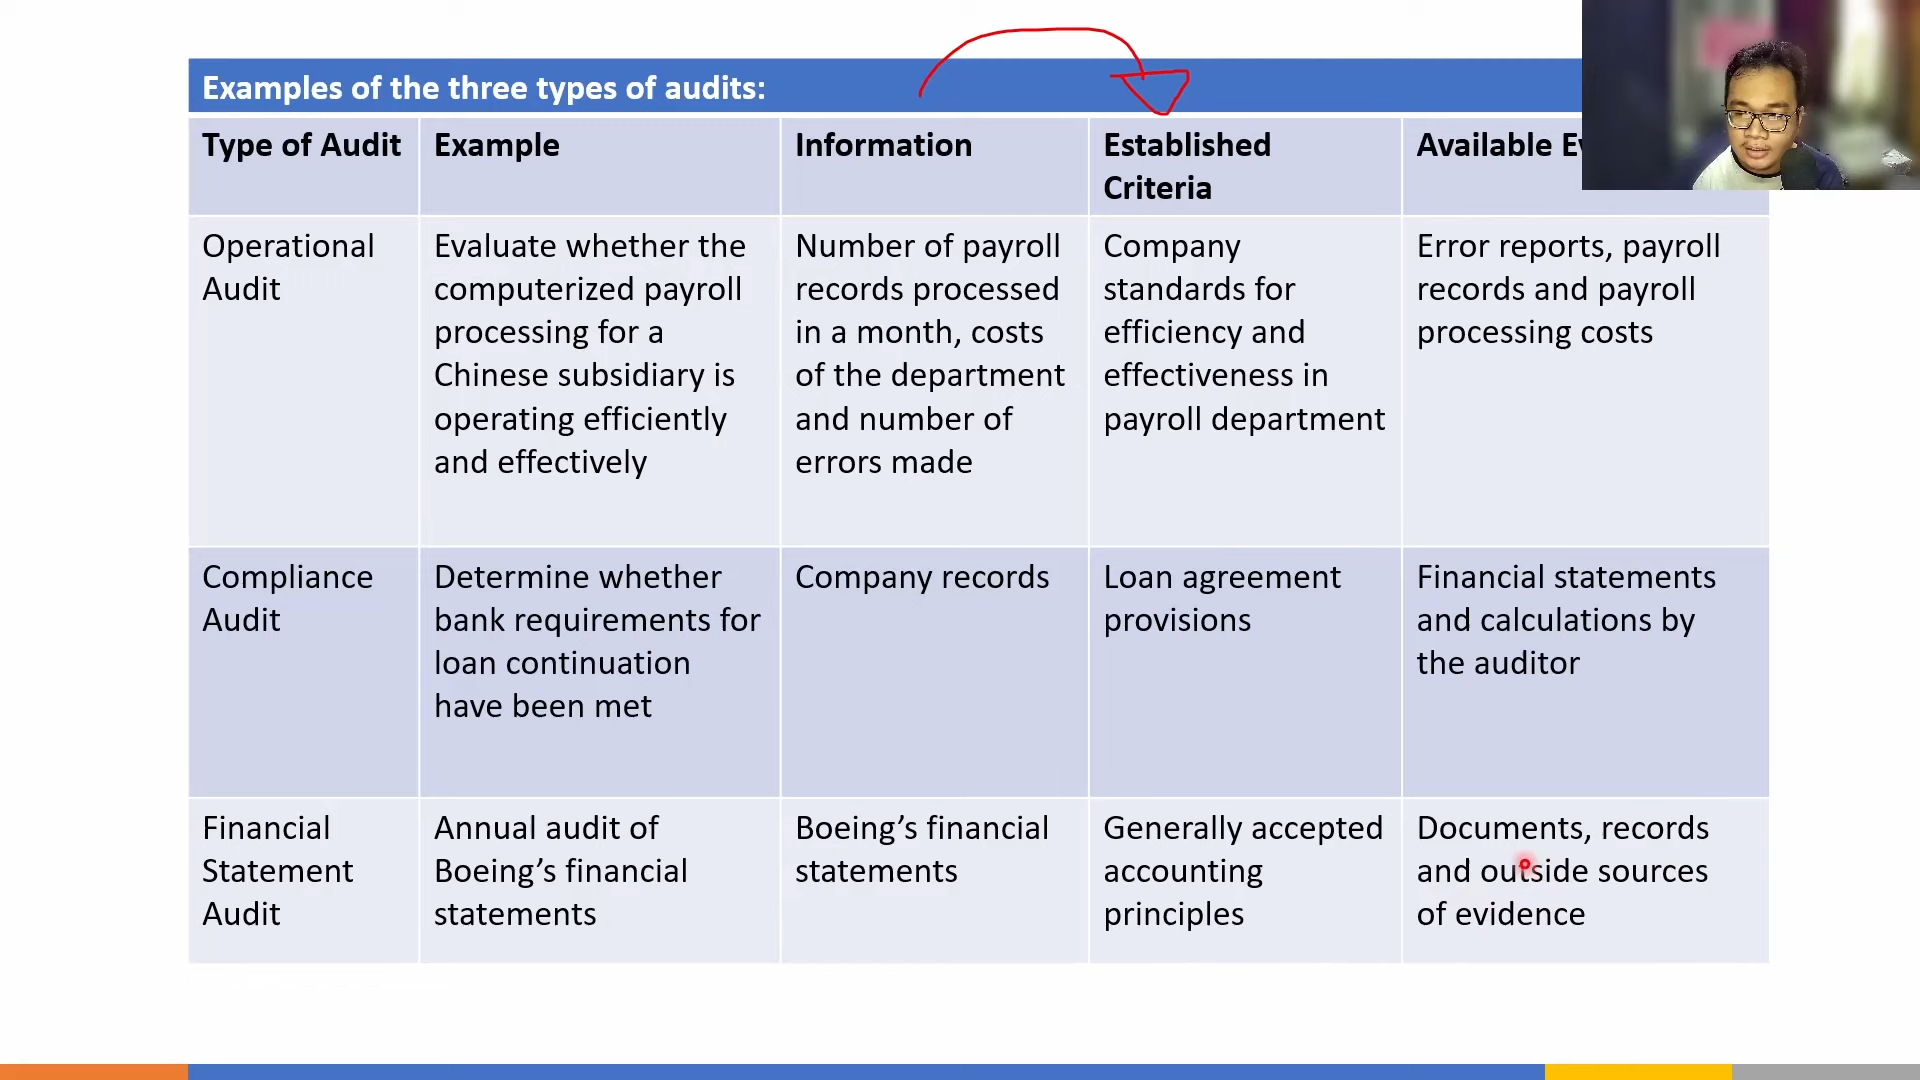 Examples of the three types of audits:
Type of Audit
Example
Information
Established
Criteria
Available
Operational
Audit
Evaluate whether the
computerized payroll
processing for a
Chinese subsidiary is
operating efficiently
and effectively
Number of payroll
records processed
in a month, costs
of the department
and number of
errors made
Company
standards for
efficiency and
effectiveness in
payroll department
Error reports, payroll
records and payroll
processing costs
Compliance
Audit
Determine whether
bank requirements for
loan continuation
have been met
Company records
Loan agreement
provisions
Financial statements
and calculations by
the auditor
Financial
Statement
Audit
Annual audit of
Boeing’s financial
statements
Boeing’s financial
statements
Generally accepted
accounting
principles
Documents, records
and outside sources
of evidence